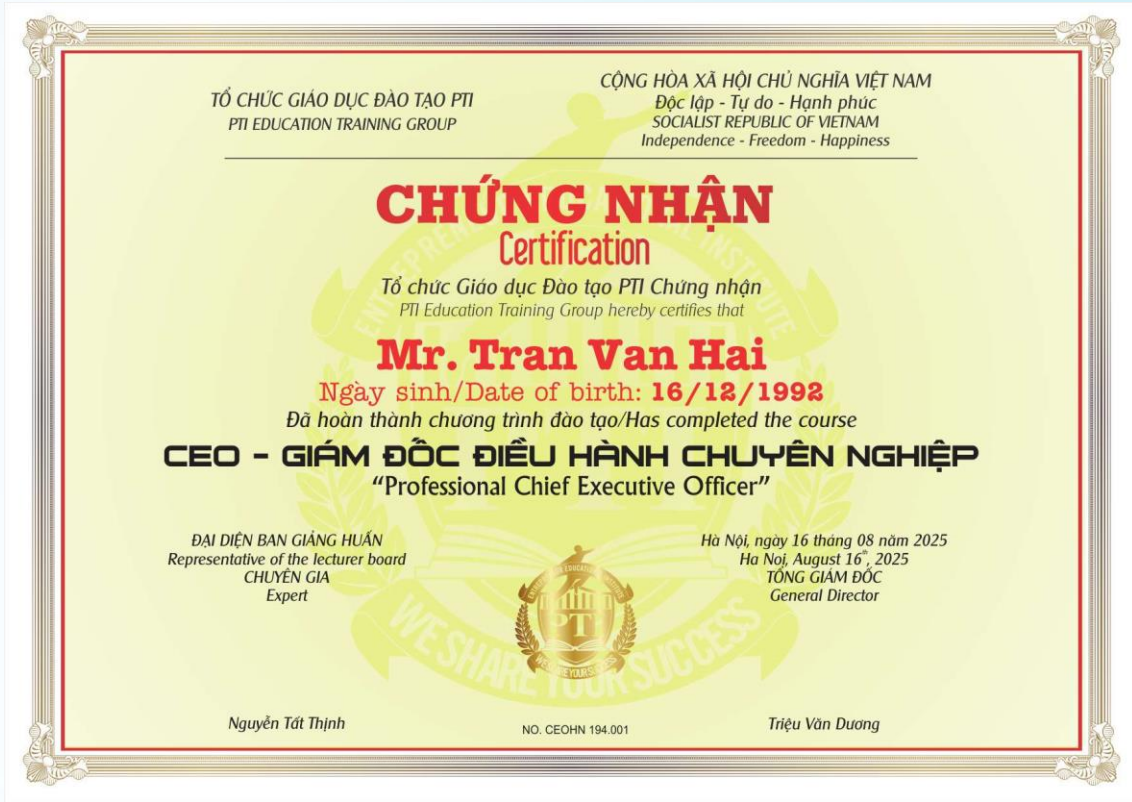 TỔ CHỨC GIÁO DỤC ĐÀO TẠO PTI
PTI EDUCATION TRAINING GROUP
CỘNG HÒA XÃ HỘI CHỦ NGHĨA VIỆT NAM
Độc lập - Tự do - Hạnh phúc
SOCIALIST REPUBLIC OF VIETNAM
Independence - Freedom - Happiness
CHỨNG NHẬN
Certification
Tổ chức Giáo dục Đào tạo PTI Chứng nhận
PTI Education Training Group hereby certifies that
Mr. Tran Van Hai
Ngày sinh/Date of birth: 16/12/1992
Đã hoàn thành chương trình đào tạo/Has completed the course
CEO - GIÁM ĐỐC ĐIỀU HÀNH CHUYÊN NGHIỆP
“Professional Chief Executive Officer”
ĐẠI DIỆN BAN GIẢNG HUẤN
Representative of the lecturer board
CHUYÊN GIA
Expert
Hà Nội, ngày 16 tháng 08 năm 2025
Ha Noi, August 16th, 2025
TỔNG GIÁM ĐỐC
General Director
PTI
WE SHARE YOUR SUCCESS
WE SHARE YOUR SUCCESS
Nguyễn Tất Thịnh
NO. CEOHN 194.001
Triệu Văn Dương